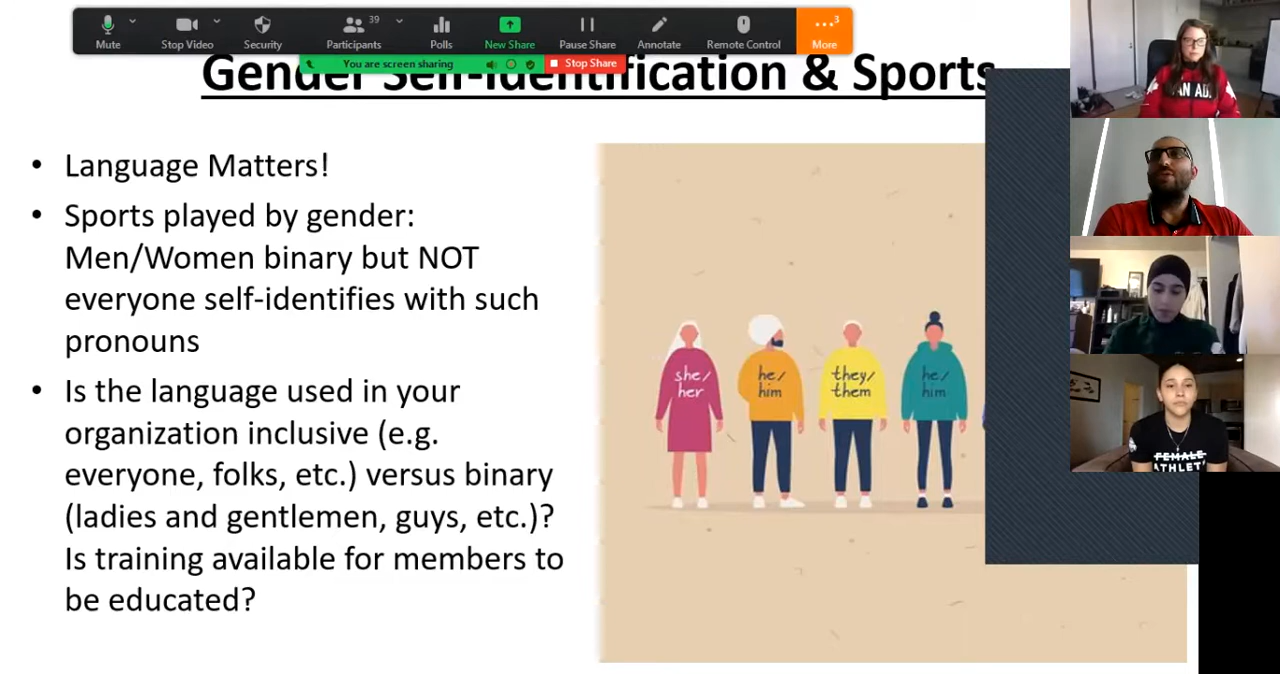 39
3
Mute
Stop Video
Security
Participants
Polls
New Share
Pause Share
Annotate
Remote Control
More
You are screen sharing
Stop Share
Gender Self-Identification & Sports
• Language Matters!
• Sports played by gender:
Men/Women binary but NOT
everyone self-identifies with such
pronouns
• Is the language used in your
organization inclusive (e.g.
everyone, folks, etc.) versus binary
(ladies and gentlemen, guys, etc.)?
Is training available for members to
be educated?
she/
her
he/
him
they/
them
he/
him
FEMALE